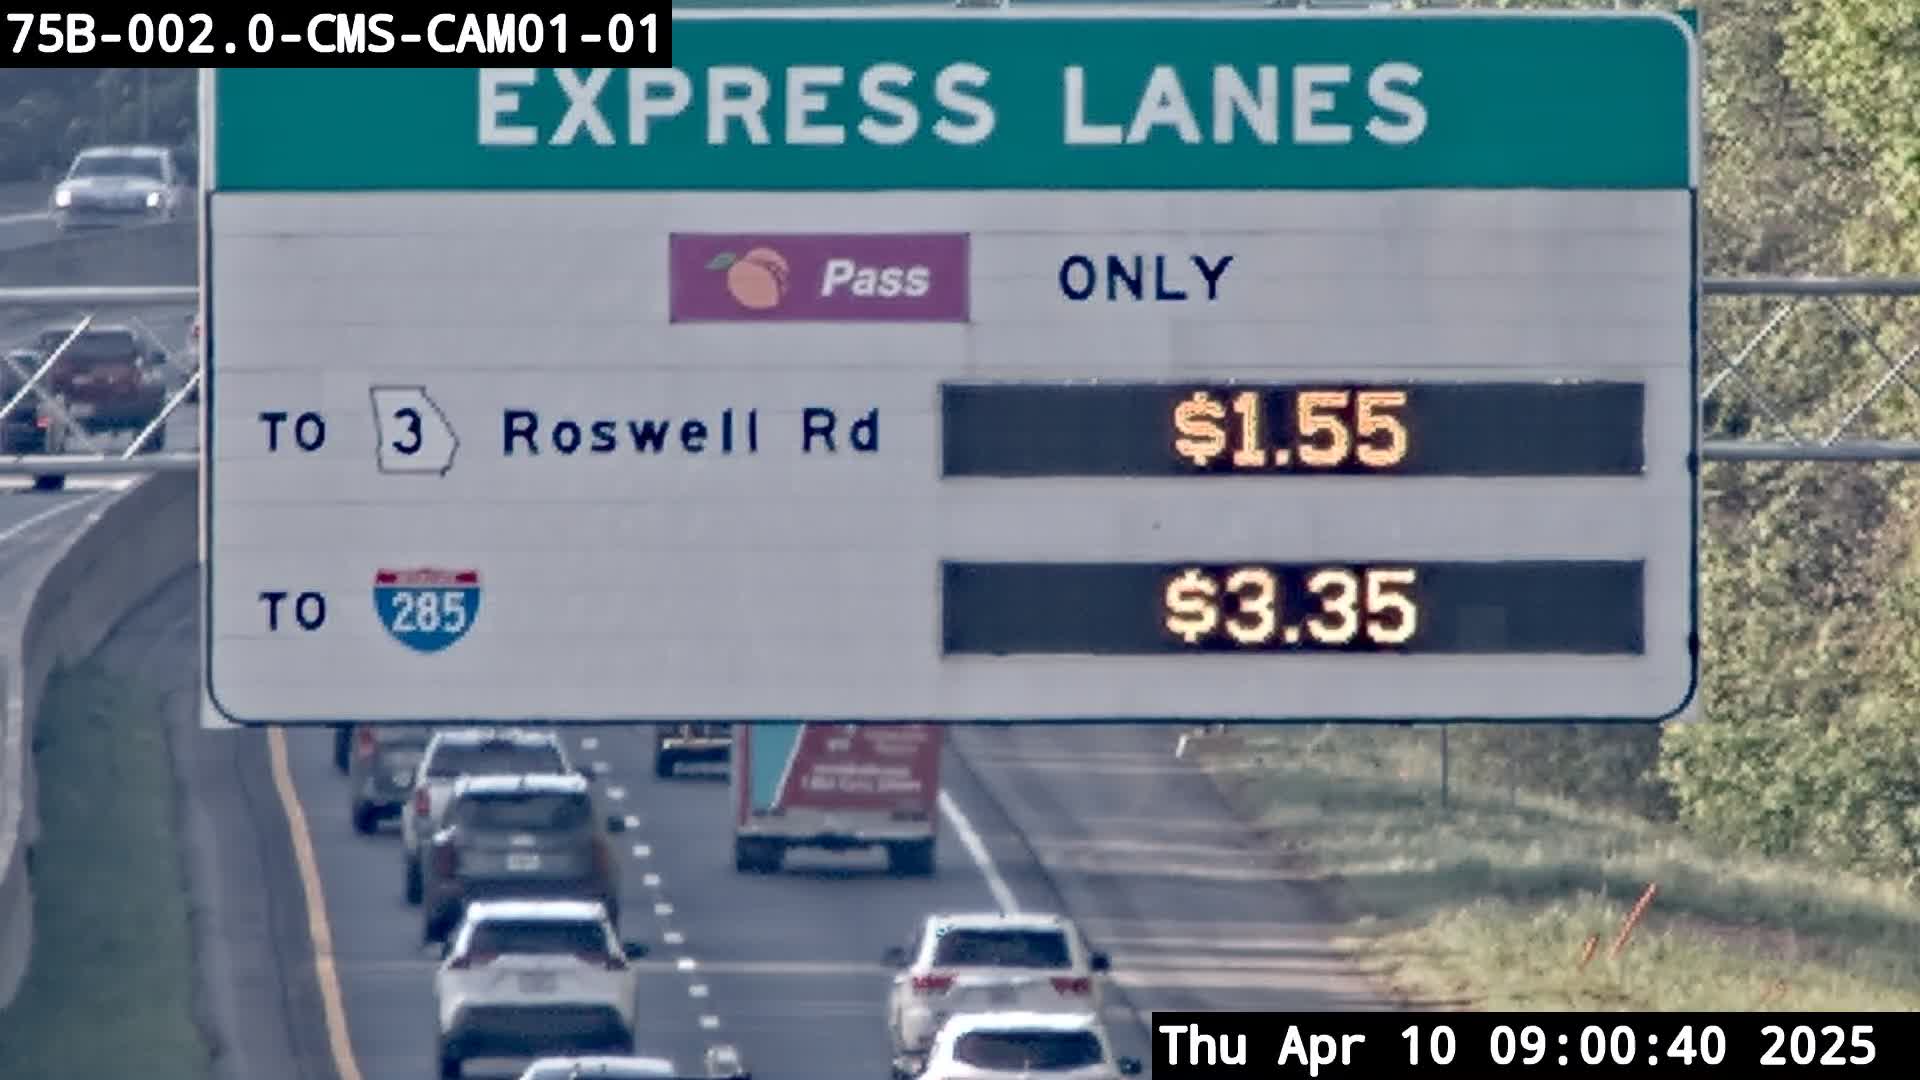 75B-002.0-CMS-CAM01-01
EXPRESS LANES
Pass ONLY
TO 3 Roswell Rd $1.55
TO 285 $3.35
Thu Apr 10 09:00:40 2025